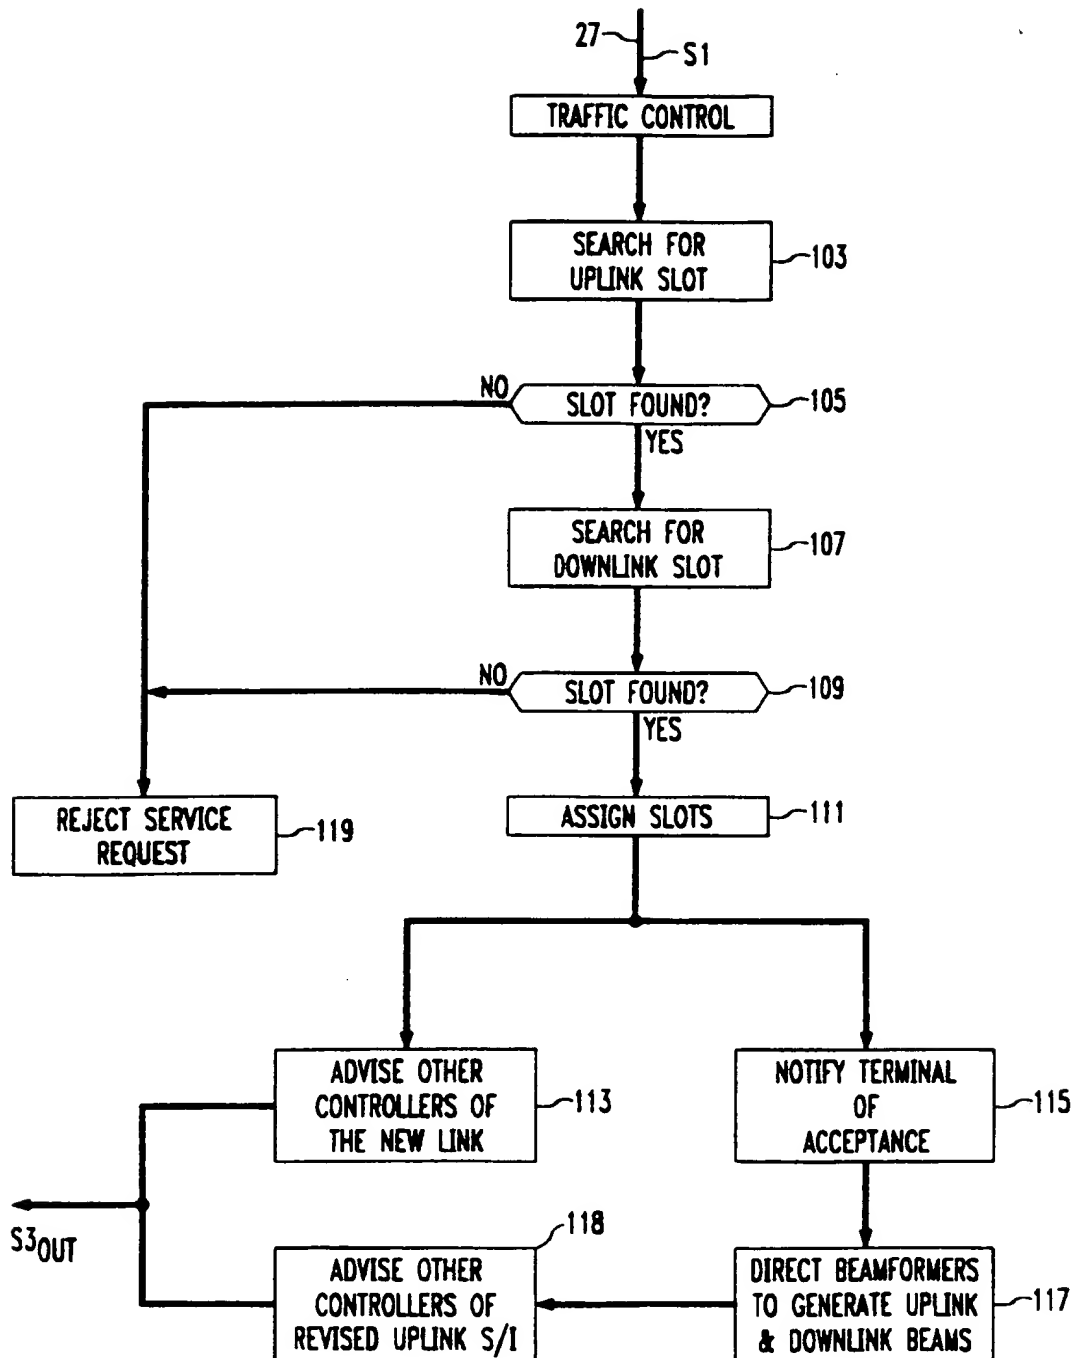 27
S1
TRAFFIC CONTROL
SEARCH FOR
UPLINK SLOT
103
NO
SLOT FOUND?
105
YES
SEARCH FOR
DOWNLINK SLOT
107
NO
SLOT FOUND?
109
YES
REJECT SERVICE
REQUEST
119
ASSIGN SLOTS
111
ADVISE OTHER
CONTROLLERS OF
THE NEW LINK
113
NOTIFY TERMINAL
OF
ACCEPTANCE
115
S3OUT
118
ADVISE OTHER
CONTROLLERS OF
REVISED UPLINK S/I
DIRECT BEAMFORMERS
TO GENERATE UPLINK
& DOWNLINK BEAMS
117